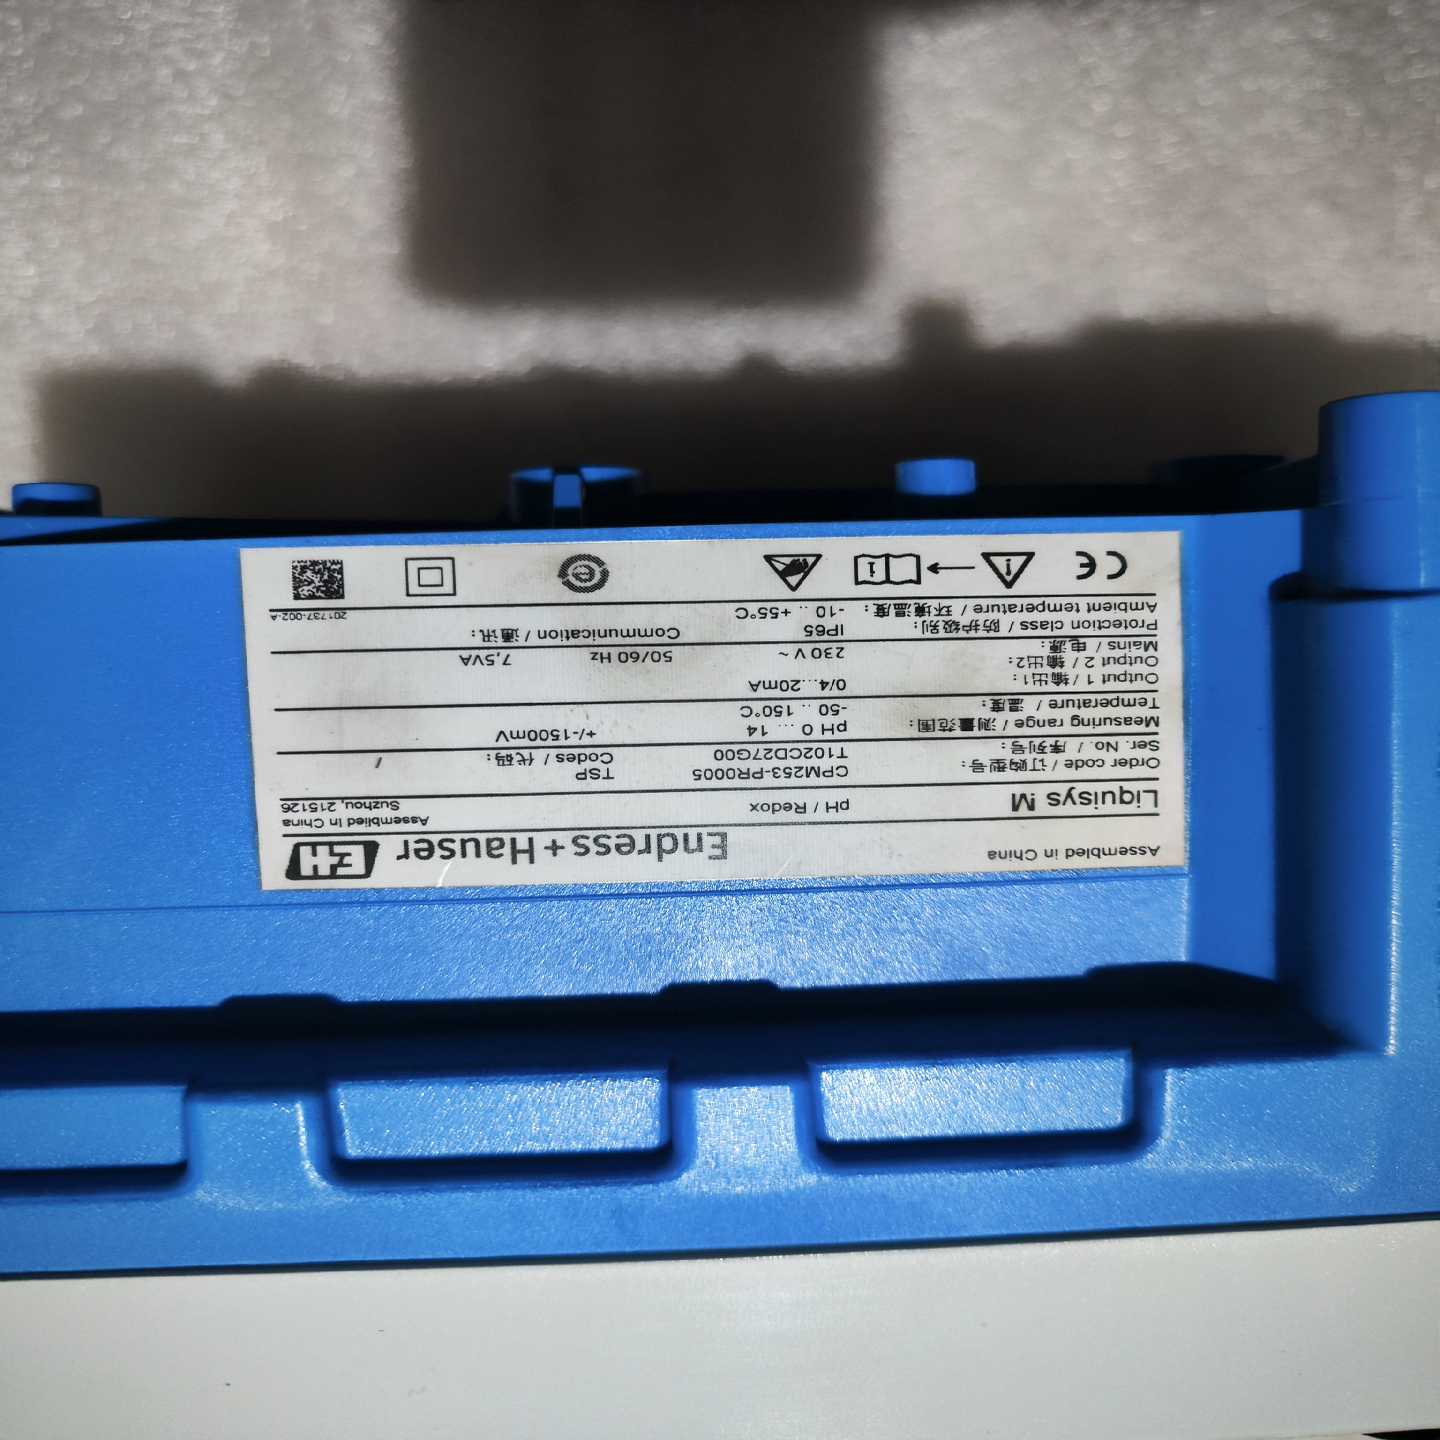 Assembled in China Endress+Hauser EH
Liquisys M pH / Redox Assembled in China
Suzhou, 215126
Order code / 订购型号: CPM253-PR0005 TSP
Ser. No. / 序列号: T102CD27G00 Codes / 代码: /
Measuring range / 测量范围: pH 0 ... 14 +/-1500mV
Temperature / 温度: -50 ... 150°C
Output 1 / 输出1: 0/4...20mA
Output 2 / 输出2:
Mains / 电源: 230 V ~ 50/60 Hz 7,5VA
Protection class / 防护级别: IP65 Communication / 通讯:
Ambient temperature / 环境温度: -10 ... +55°C
201737-002-A
CE i i e